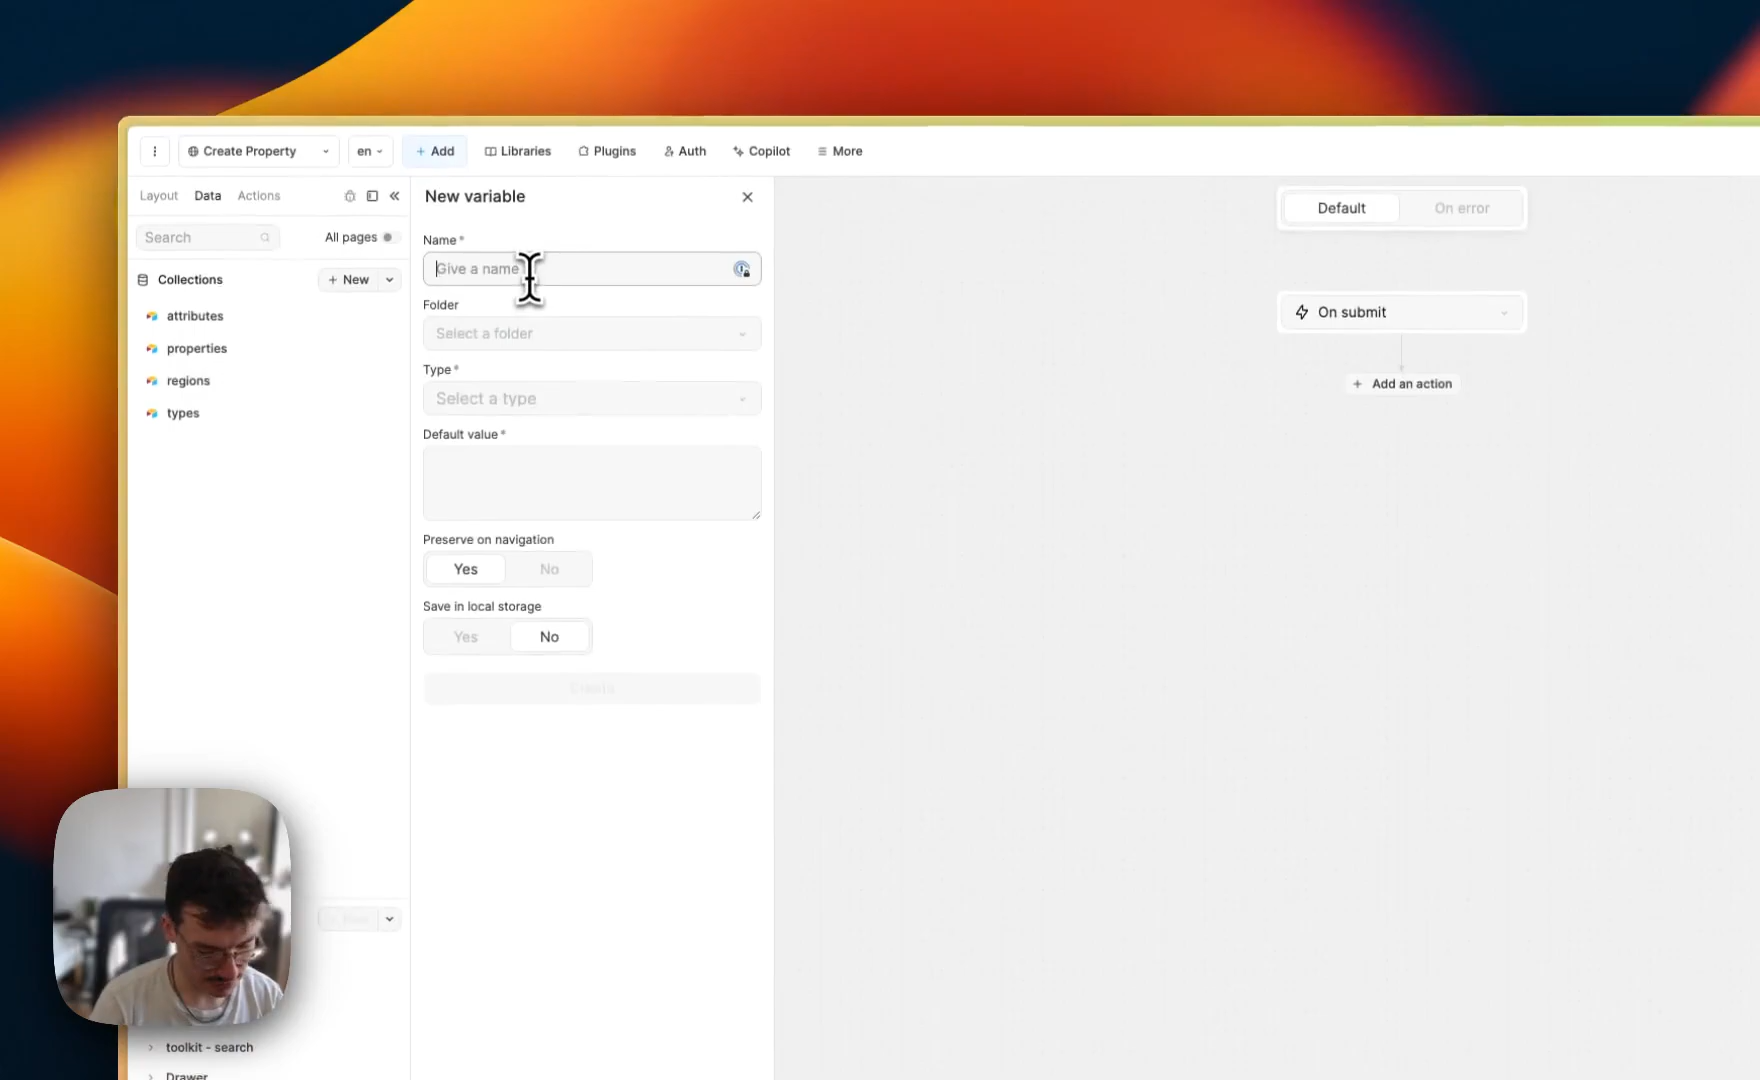 Create Property
en
+ Add
Libraries
Plugins
Auth
Copilot
More
Layout
Data
Actions
Search
All pages
Collections
+ New
attributes
properties
regions
types
toolkit - search
Drawer
New variable
Name *
Give a name
Folder
Select a folder
Type *
Select a type
Default value *
Preserve on navigation
Yes
No
Save in local storage
Yes
No
Create
Default
On error
On submit
+ Add an action